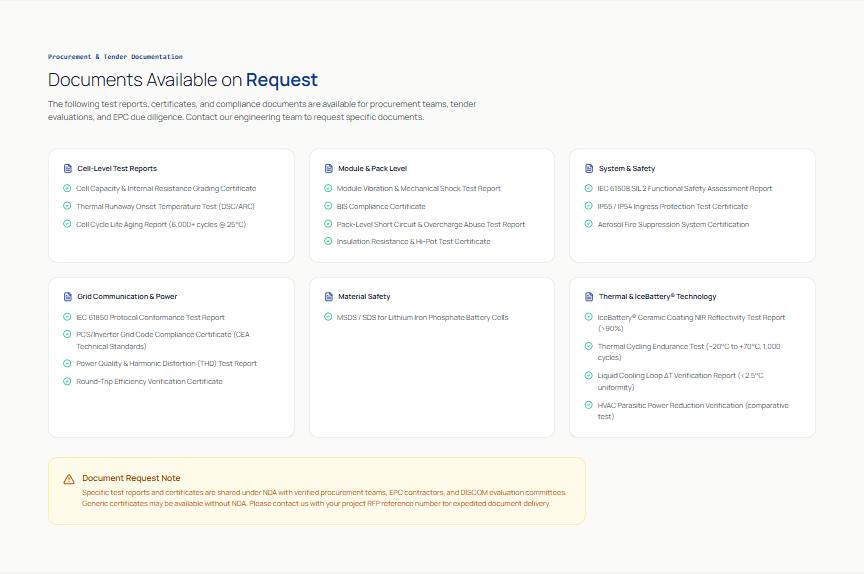 Procurement & Tender Documentation
Documents Available on Request
The following test reports, certificates, and compliance documents are available for procurement teams, tender
evaluations, and EPC due diligence. Contact our engineering team to request specific documents.
Cell-Level Test Reports
Cell Capacity & Internal Resistance Grading Certificate
Thermal Runaway Onset Temperature Test (DSC/ARC)
Cell Cycle Life Aging Report (6,000+ cycles @ 25°C)
Module & Pack Level
Module Vibration & Mechanical Shock Test Report
BIS Compliance Certificate
Pack-Level Short Circuit & Overcharge Abuse Test Report
Insulation Resistance & Hi-Pot Test Certificate
System & Safety
IEC 61508 SIL 2 Functional Safety Assessment Report
IP55 / IP54 Ingress Protection Test Certificate
Aerosol Fire Suppression System Certification
Grid Communication & Power
IEC 61850 Protocol Conformance Test Report
PCS/Inverter Grid Code Compliance Certificate (CEA
Technical Standards)
Power Quality & Harmonic Distortion (THD) Test Report
Round-Trip Efficiency Verification Certificate
Material Safety
MSDS / SDS for Lithium Iron Phosphate Battery Cells
Thermal & IceBattery® Technology
IceBattery® Ceramic Coating NIR Reflectivity Test Report
(>90%)
Thermal Cycling Endurance Test (−20°C to +70°C, 1,000
cycles)
Liquid Cooling Loop ΔT Verification Report (<2.5°C
uniformity)
HVAC Parasitic Power Reduction Verification (comparative
test)
Document Request Note
Specific test reports and certificates are shared under NDA with verified procurement teams, EPC contractors, and DISCOM evaluation committees.
Generic certificates may be available without NDA. Please contact us with your project RFP reference number for expedited document delivery.